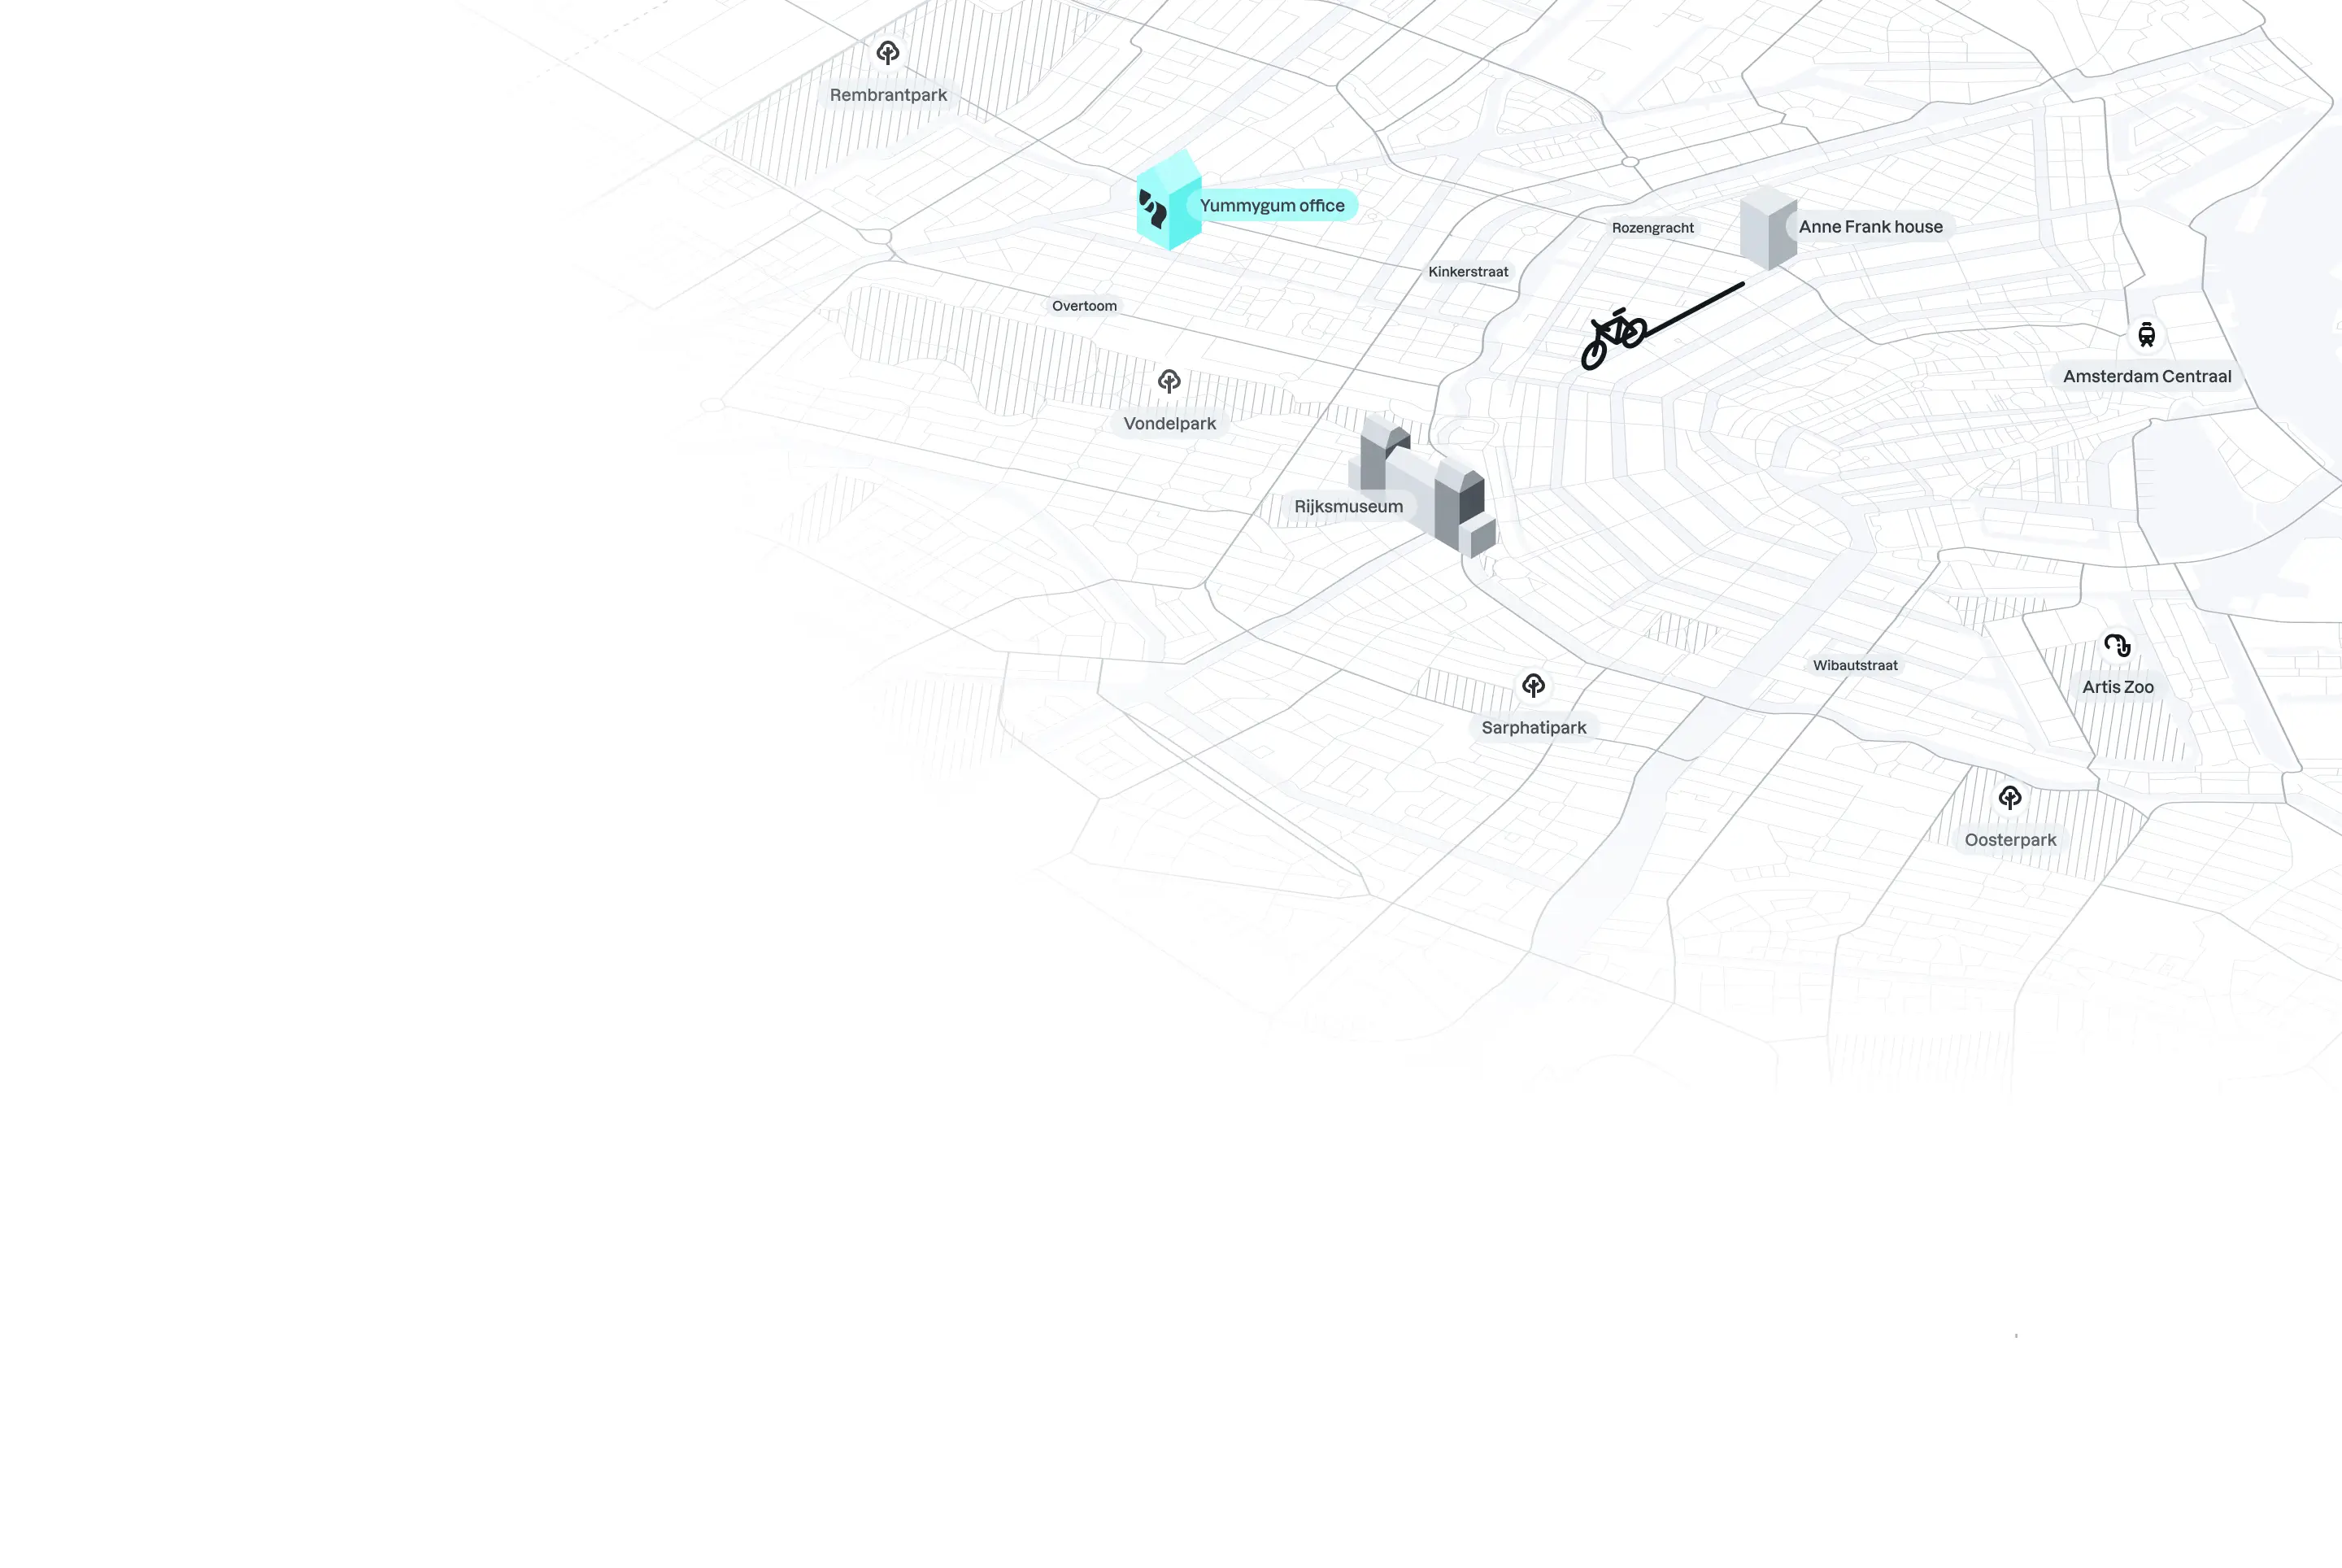 Rembrantpark
Yummygum office
Anne Frank house
Rozengracht
Kinkerstraat
Overtoom
Amsterdam Centraal
Vondelpark
Rijksmuseum
Wibautstraat
Artis Zoo
Sarphatipark
Oosterpark